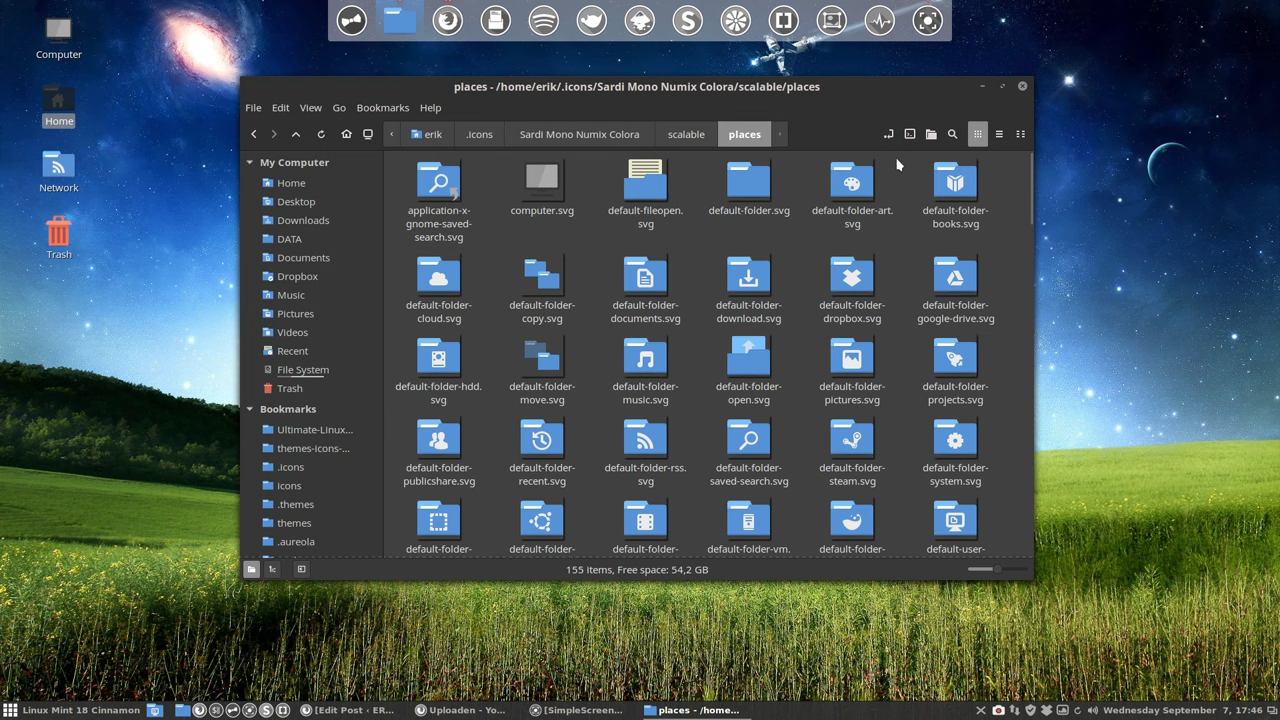 Computer
Home
Network
Trash
places - /home/erik/.icons/Sardi Mono Numix Colora/scalable/places
File Edit View Go Bookmarks Help
erik .icons Sardi Mono Numix Colora scalable places
My Computer
Home
Desktop
Downloads
DATA
Documents
Dropbox
Music
Pictures
Videos
Recent
File System
Trash
Bookmarks
Ultimate-Linux...
themes-icons-...
.icons
icons
.themes
themes
.aureola
application-x-
gnome-saved-
search.svg
computer.svg
default-fileopen.
svg
default-folder.svg
default-folder-art.
svg
default-folder-
books.svg
default-folder-
cloud.svg
default-folder-
copy.svg
default-folder-
documents.svg
default-folder-
download.svg
default-folder-
dropbox.svg
default-folder-
google-drive.svg
default-folder-hdd.
svg
default-folder-
move.svg
default-folder-
music.svg
default-folder-
open.svg
default-folder-
pictures.svg
default-folder-
projects.svg
default-folder-
publicshare.svg
default-folder-
recent.svg
default-folder-rss.
svg
default-folder-
saved-search.svg
default-folder-
steam.svg
default-folder-
system.svg
default-folder-
default-folder-
default-folder-
default-folder-vm.
default-folder-
default-user-
155 items, Free space: 54,2 GB
Linux Mint 18 Cinnamon
[Edit Post ‹ ER...
Uploaden - Yo...
[SimpleScreen...
places - /home...
Wednesday September 7, 17:46